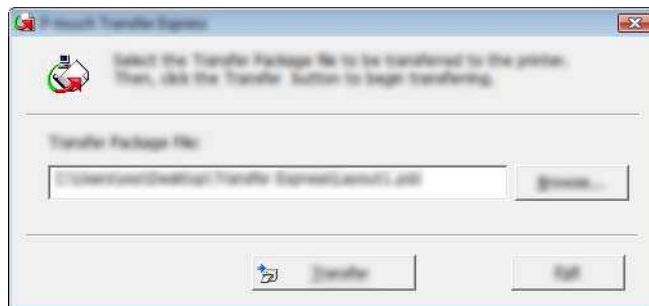 P-touch Transfer Express
Select the Transfer Package file to be transferred to the printer.
Then, click the Transfer button to begin transferring.
Transfer Package File:
Browse...
Transfer
Exit